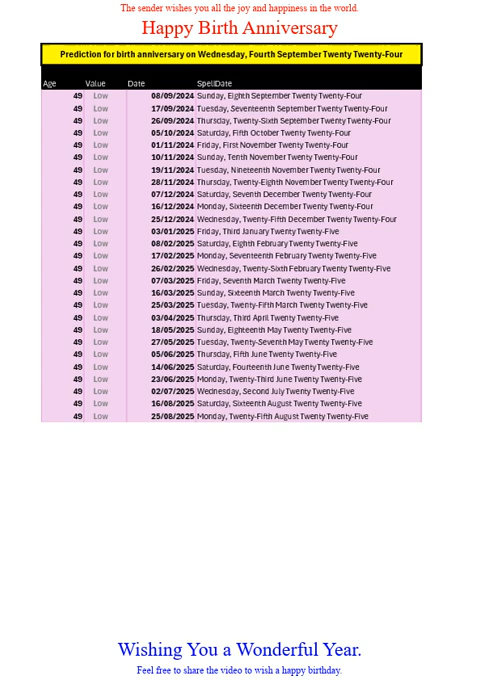 The sender wishes you all the joy and happiness in the world.
Happy Birth Anniversary
Prediction for birth anniversary on Wednesday, Fourth September Twenty Twenty-Four
Age Value Date SpellDate
49 Low 08/09/2024 Sunday, Eighth September Twenty Twenty-Four
49 Low 17/09/2024 Tuesday, Seventeenth September Twenty Twenty-Four
49 Low 26/09/2024 Thursday, Twenty-Sixth September Twenty Twenty-Four
49 Low 05/10/2024 Saturday, Fifth October Twenty Twenty-Four
49 Low 01/11/2024 Friday, First November Twenty Twenty-Four
49 Low 10/11/2024 Sunday, Tenth November Twenty Twenty-Four
49 Low 19/11/2024 Tuesday, Nineteenth November Twenty Twenty-Four
49 Low 28/11/2024 Thursday, Twenty-Eighth November Twenty Twenty-Four
49 Low 07/12/2024 Saturday, Seventh December Twenty Twenty-Four
49 Low 16/12/2024 Monday, Sixteenth December Twenty Twenty-Four
49 Low 25/12/2024 Wednesday, Twenty-Fifth December Twenty Twenty-Four
49 Low 03/01/2025 Friday, Third January Twenty Twenty-Five
49 Low 08/02/2025 Saturday, Eighth February Twenty Twenty-Five
49 Low 17/02/2025 Monday, Seventeenth February Twenty Twenty-Five
49 Low 26/02/2025 Wednesday, Twenty-Sixth February Twenty Twenty-Five
49 Low 07/03/2025 Friday, Seventh March Twenty Twenty-Five
49 Low 16/03/2025 Sunday, Sixteenth March Twenty Twenty-Five
49 Low 25/03/2025 Tuesday, Twenty-Fifth March Twenty Twenty-Five
49 Low 03/04/2025 Thursday, Third April Twenty Twenty-Five
49 Low 18/05/2025 Sunday, Eighteenth May Twenty Twenty-Five
49 Low 27/05/2025 Tuesday, Twenty-Seventh May Twenty Twenty-Five
49 Low 05/06/2025 Thursday, Fifth June Twenty Twenty-Five
49 Low 14/06/2025 Saturday, Fourteenth June Twenty Twenty-Five
49 Low 23/06/2025 Monday, Twenty-Third June Twenty Twenty-Five
49 Low 02/07/2025 Wednesday, Second July Twenty Twenty-Five
49 Low 16/08/2025 Saturday, Sixteenth August Twenty Twenty-Five
49 Low 25/08/2025 Monday, Twenty-Fifth August Twenty Twenty-Five
Wishing You a Wonderful Year.
Feel free to share the video to wish a happy birthday.